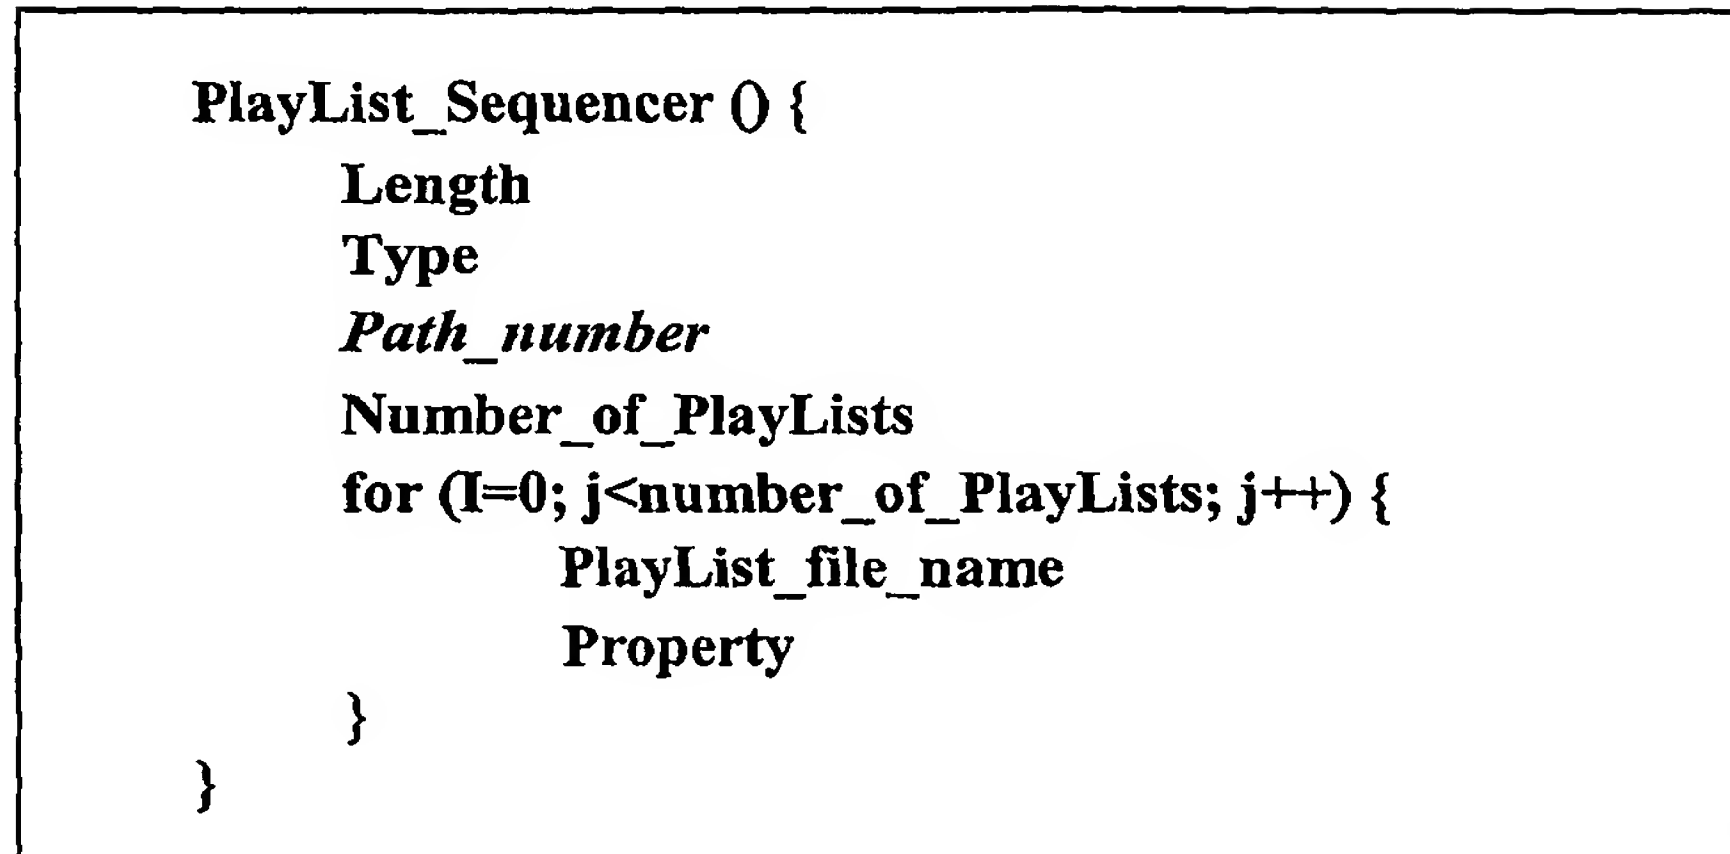 PlayList_Sequencer () {
Length
Type
Path_number
Number_of_PlayLists
for (I=0; j<number_of_PlayLists; j++) {
PlayList_file_name
Property
}
}